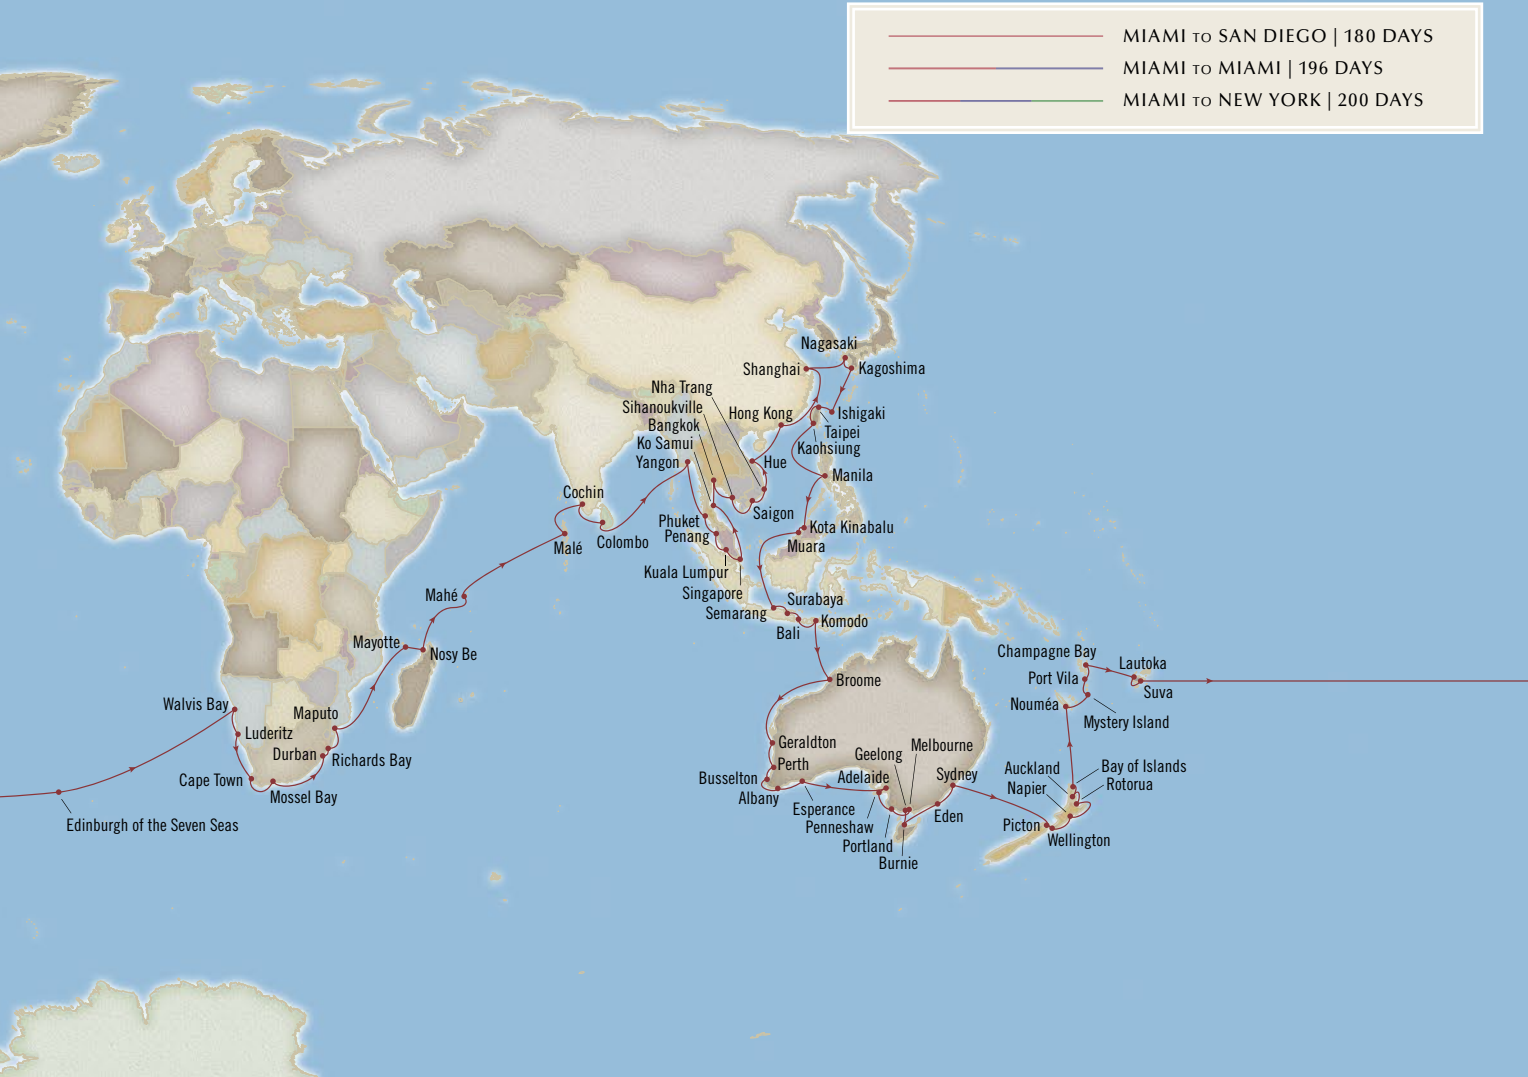 MIAMI TO SAN DIEGO | 180 DAYS
MIAMI TO MIAMI | 196 DAYS
MIAMI TO NEW YORK | 200 DAYS
Nagasaki
Shanghai
Kagoshima
Nha Trang
Sihanoukville
Hong Kong
Ishigaki
Bangkok
Taipei
Ko Samui
Kaohsiung
Yangon
Hue
Manila
Cochin
Saigon
Phuket
Kota Kinabalu
Penang
Colombo
Malé
Muara
Kuala Lumpur
Singapore
Mahé
Surabaya
Semarang
Komodo
Bali
Mayotte
Nosy Be
Champagne Bay
Lautoka
Broome
Port Vila
Suva
Walvis Bay
Nouméa
Maputo
Mystery Island
Luderitz
Geraldton
Melbourne
Durban
Geelong
Richards Bay
Perth
Auckland
Bay of Islands
Cape Town
Busselton
Adelaide
Sydney
Rotorua
Napier
Mossel Bay
Albany
Esperance
Eden
Edinburgh of the Seven Seas
Penneshaw
Picton
Wellington
Portland
Burnie